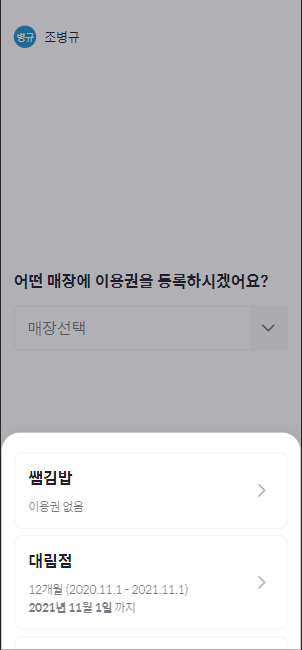 병규 조병규
어떤 매장에 이용권을 등록하시겠어요?
매장선택
쌤김밥
이용권 없음
대림점
12개월 (2020.11.1 - 2021.11.1)
2021년 11월 1일 까지